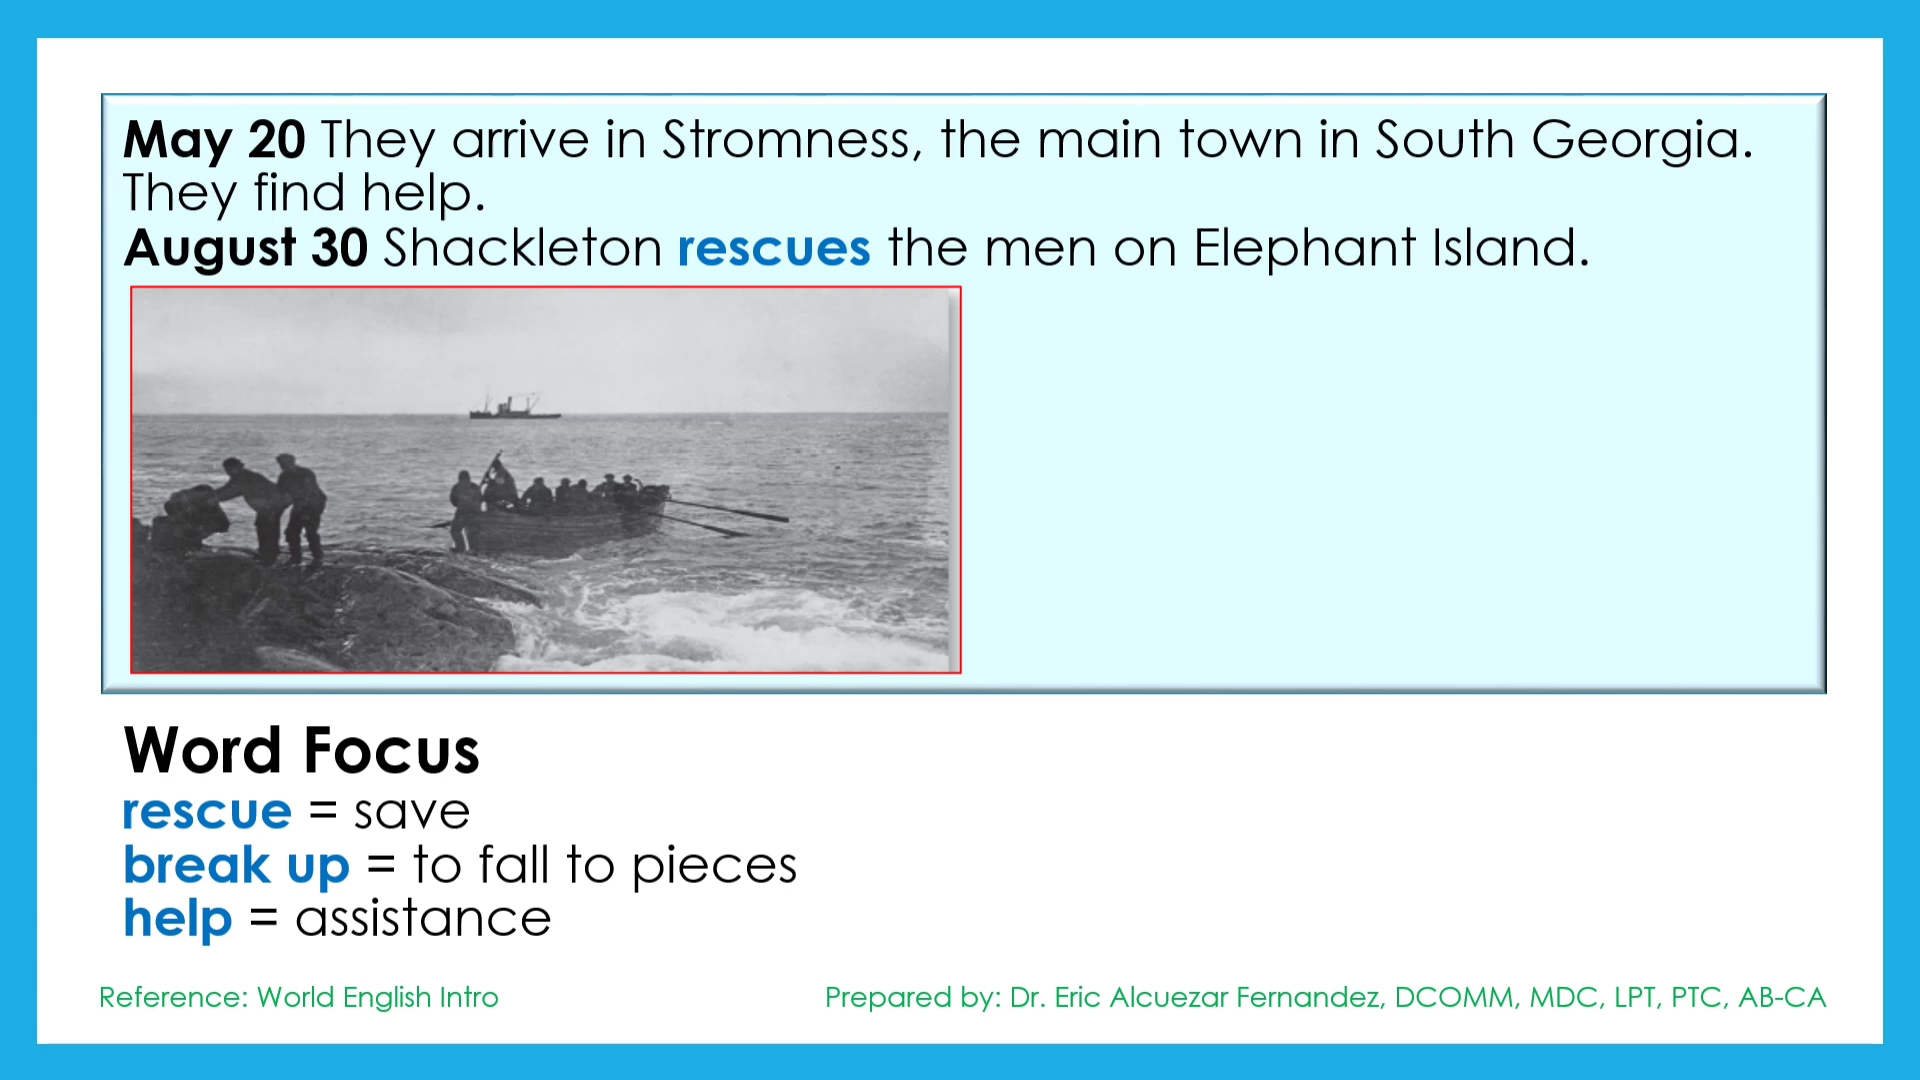 May 20 They arrive in Stromness, the main town in South Georgia.
They find help.
August 30 Shackleton rescues the men on Elephant Island.
Word Focus
rescue = save
break up = to fall to pieces
help = assistance
Reference: World English Intro
Prepared by: Dr. Eric Alcuezar Fernandez, DCOMM, MDC, LPT, PTC, AB-CA